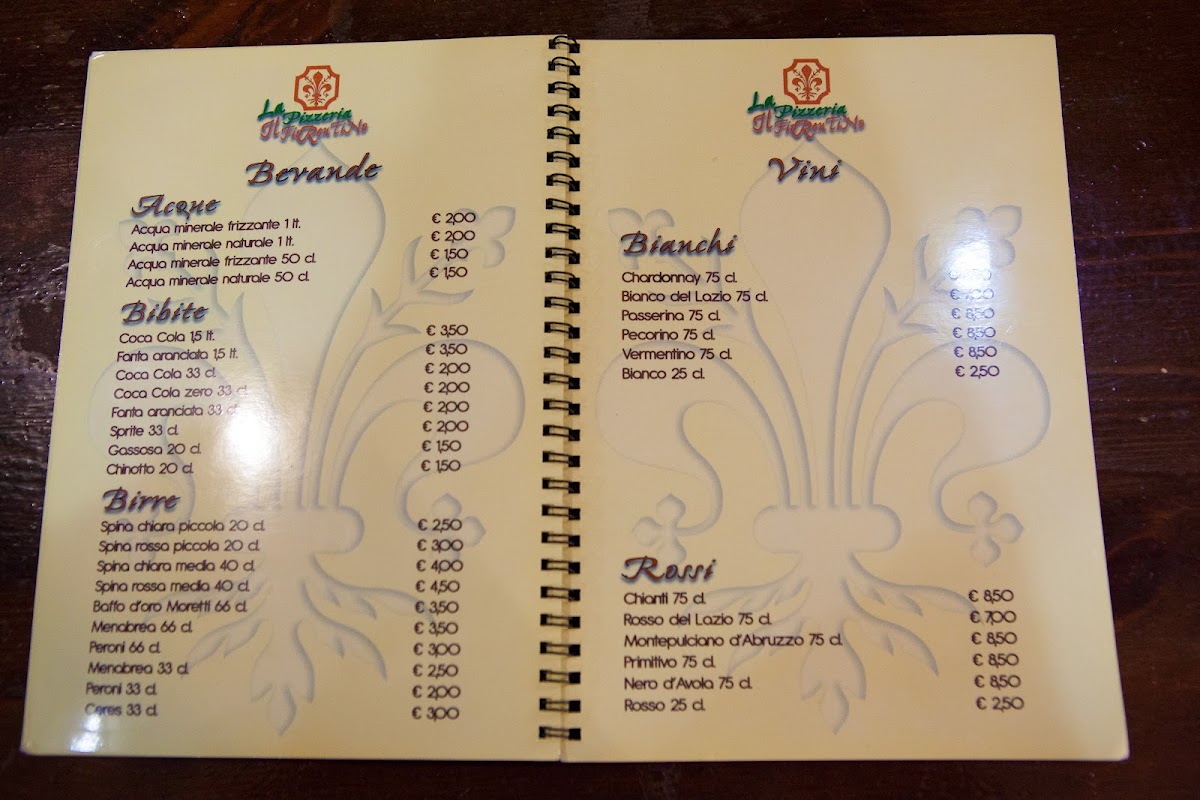 La
Pizzeria
Il Fiorentino
Bevande
Acque
Acqua minerale frizzante 1 lt. € 2,00
Acqua minerale naturale 1 lt. € 2,00
Acqua minerale frizzante 50 cl. € 1,50
Acqua minerale naturale 50 cl. € 1,50
Bibite
Coca Cola 1,5 lt. € 3,50
Fanta aranciata 1,5 lt. € 3,50
Coca Cola 33 cl. € 2,00
Coca Cola zero 33 cl. € 2,00
Fanta aranciata 33 cl. € 2,00
Sprite 33 cl. € 2,00
Gassosa 20 cl. € 1,50
Chinotto 20 cl. € 1,50
Birre
Spina chiara piccola 20 cl. € 2,50
Spina rossa piccola 20 cl. € 3,00
Spina chiara media 40 cl. € 4,00
Spina rossa media 40 cl. € 4,50
Baffo d'oro Moretti 66 cl. € 3,50
Menabrea 66 cl. € 3,50
Peroni 66 cl. € 3,00
Menabrea 33 cl. € 2,50
Peroni 33 cl. € 2,00
Ceres 33 cl. € 3,00
La
Pizzeria
Il Fiorentino
Vini
Bianchi
Chardonnay 75 cl.
Bianco del Lazio 75 cl. € 7,00
Passerina 75 cl. € 8,50
Pecorino 75 cl. € 8,50
Vermentino 75 cl. € 8,50
Bianco 25 cl. € 2,50
Rossi
Chianti 75 cl. € 8,50
Rosso del Lazio 75 cl. € 7,00
Montepulciano d'Abruzzo 75 cl. € 8,50
Primitivo 75 cl. € 8,50
Nero d'Avola 75 cl. € 8,50
Rosso 25 cl. € 2,50